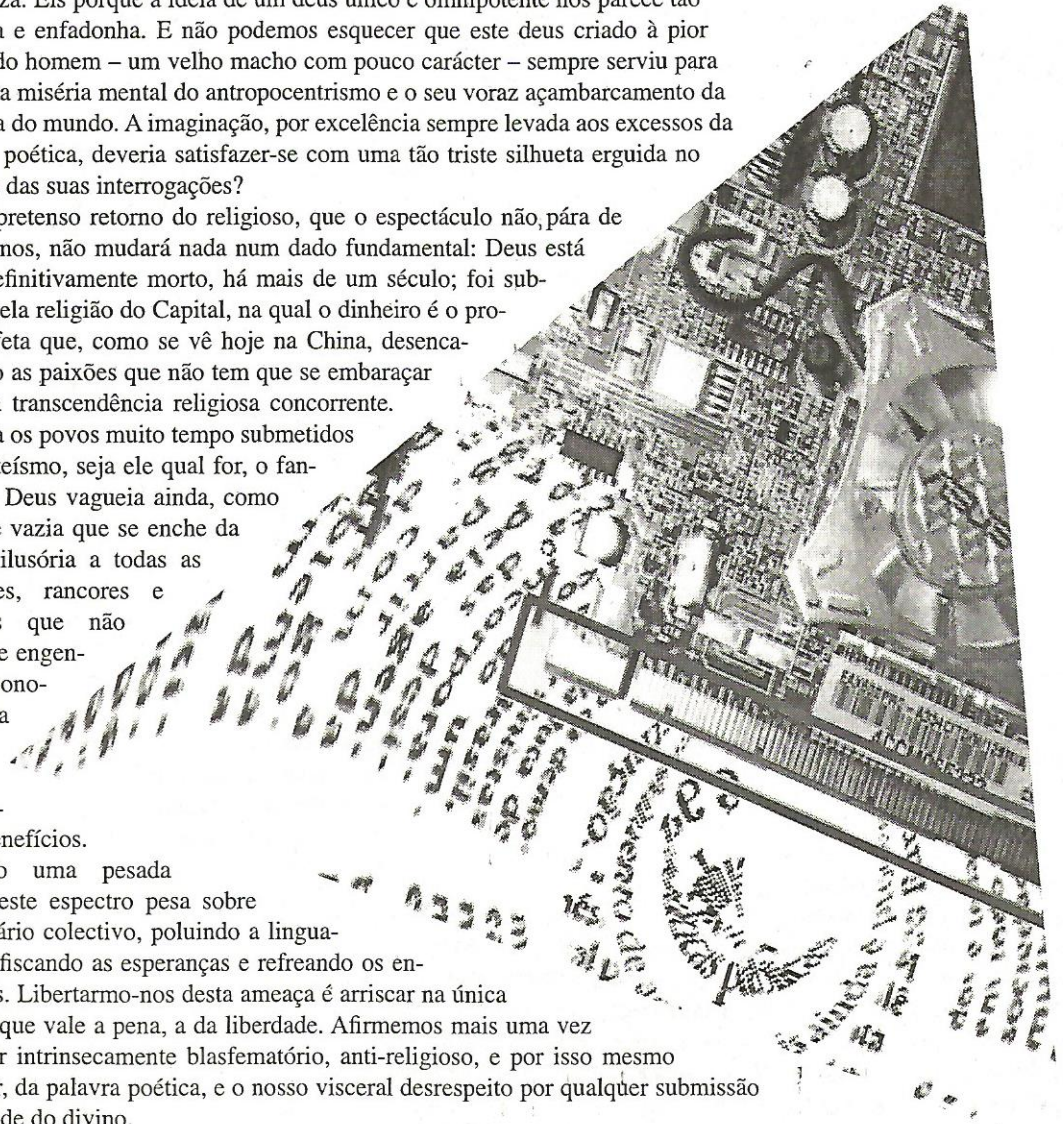 za. Eis porque a ideia de um deus único e omnipotente nos parece tão
a e enfadonha. E não podemos esquecer que este deus criado à pior
do homem – um velho macho com pouco carácter – sempre serviu para
a miséria mental do antropocentrismo e o seu voraz açambarcamento da
a do mundo. A imaginação, por excelência sempre levada aos excessos da
poética, deveria satisfazer-se com uma tão triste silhueta erguida no
das suas interrogações?
pretenso retorno do religioso, que o espectáculo não pára de
nos, não mudará nada num dado fundamental: Deus está
efinitivamente morto, há mais de um século; foi sub-
ela religião do Capital, na qual o dinheiro é o pro-
feta que, como se vê hoje na China, desenca-
o as paixões que não tem que se embaraçar
transcendência religiosa concorrente.
a os povos muito tempo submetidos
teísmo, seja ele qual for, o fan-
Deus vagueia ainda, como
e vazia que se enche da
ilusória a todas as
es, rancores e
s que não
e engen-
ono-
a
-
nefícios.
o uma pesada
este espectro pesa sobre
ário colectivo, poluindo a lingua-
fiscando as esperanças e refreando os en-
s. Libertarmo-nos desta ameaça é arriscar na única
que vale a pena, a da liberdade. Afirmemos mais uma vez
r intrinsecamente blasfematório, anti-religioso, e por isso mesmo
r, da palavra poética, e o nosso visceral desrespeito por qualquer submissão
de do divino.